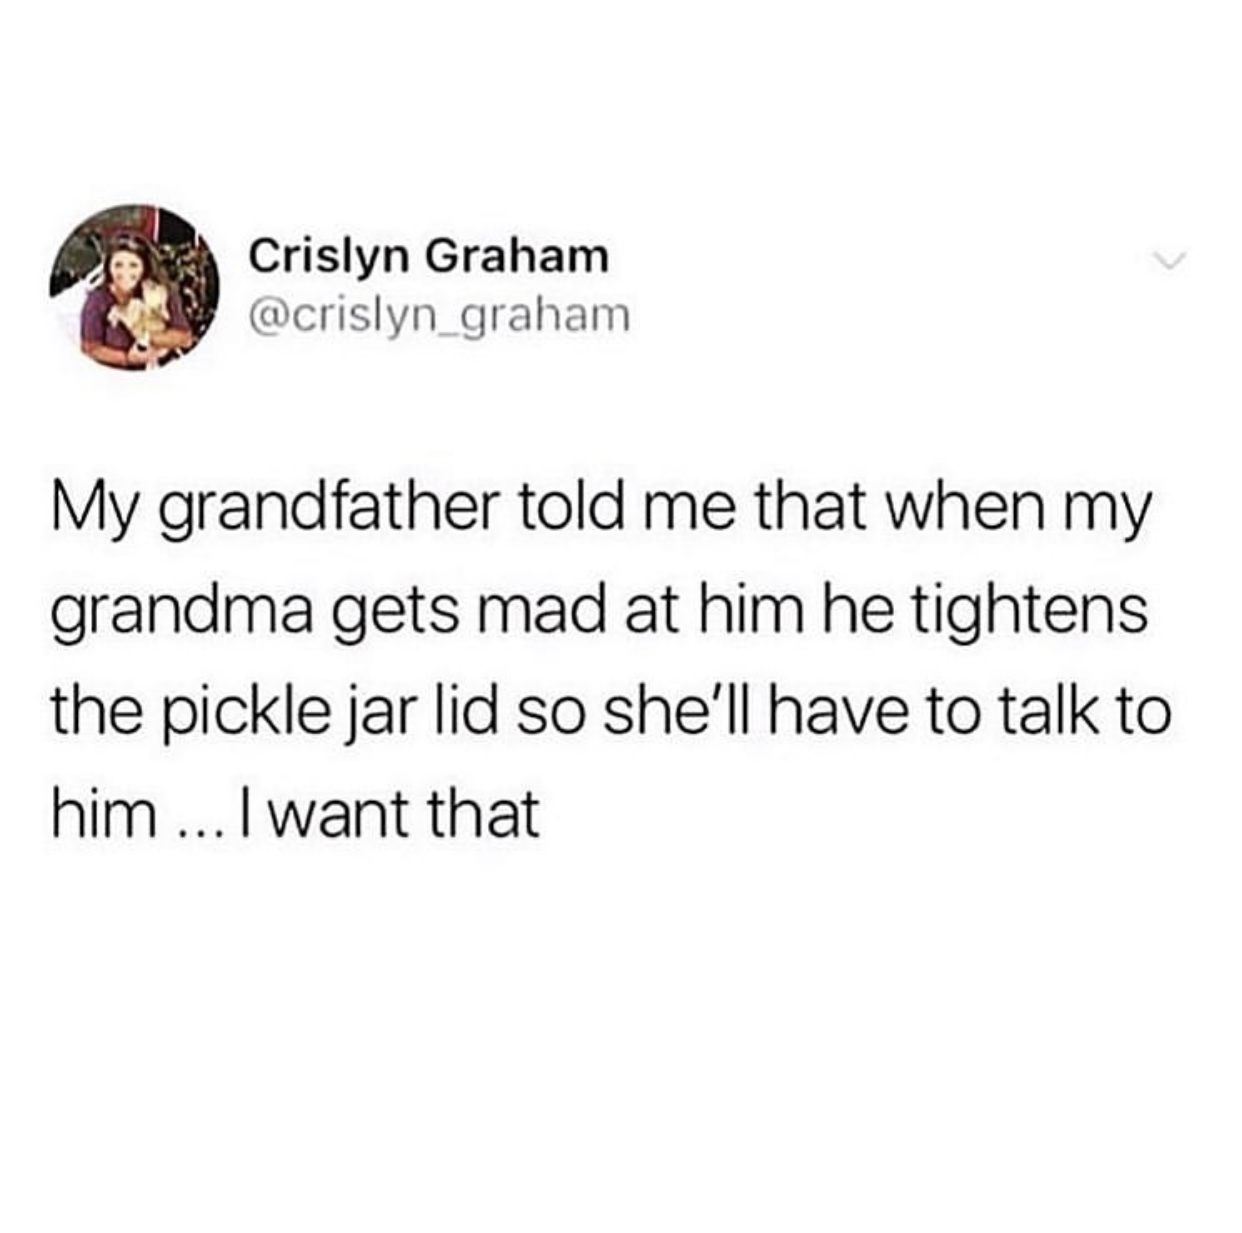 Crislyn Graham
@crislyn_graham
My grandfather told me that when my
grandma gets mad at him he tightens
the pickle jar lid so she'll have to talk to
him ... I want that